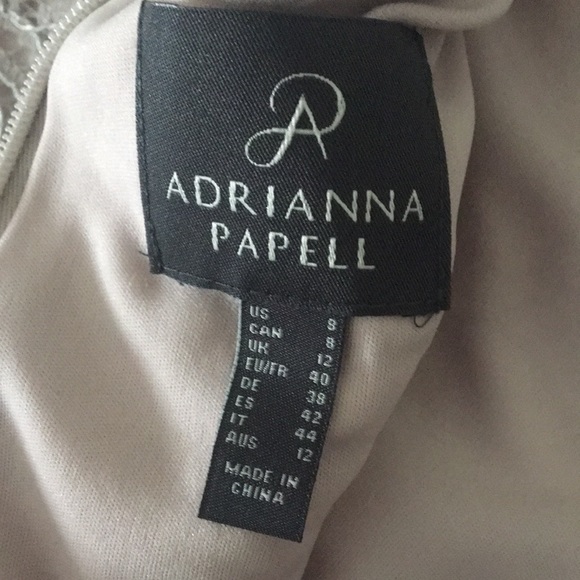 ADRIANNA
PAPELL
US 8
CAN 8
UK 12
EU/FR 40
DE 38
ES 42
IT 44
AUS 12
MADE IN
CHINA